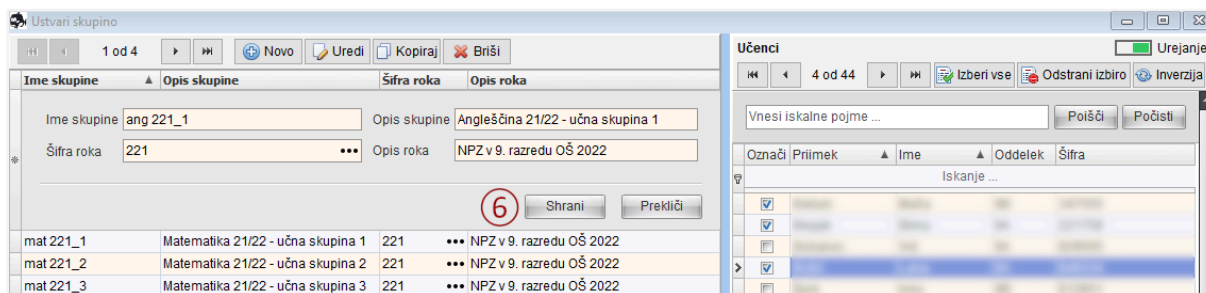 Ustvari skupino
1 od 4 Novo Uredi Kopiraj Briši
Ime skupine Opis skupine Šifra roka Opis roka
Ime skupine ang 221_1 Opis skupine Angleščina 21/22 - učna skupina 1
Šifra roka 221 ••• Opis roka NPZ v 9. razredu OŠ 2022
6 Shrani Prekliči
mat 221_1 Matematika 21/22 - učna skupina 1 221 ••• NPZ v 9. razredu OŠ 2022
mat 221_2 Matematika 21/22 - učna skupina 2 221 ••• NPZ v 9. razredu OŠ 2022
mat 221_3 Matematika 21/22 - učna skupina 3 221 ••• NPZ v 9. razredu OŠ 2022
Učenci Urejanje
4 od 44 Izberi vse Odstrani izbiro Inverzija
Vnesi iskalne pojme ... Poišči Počisti
Označi Priimek Ime Oddelek Šifra
Iskanje ...